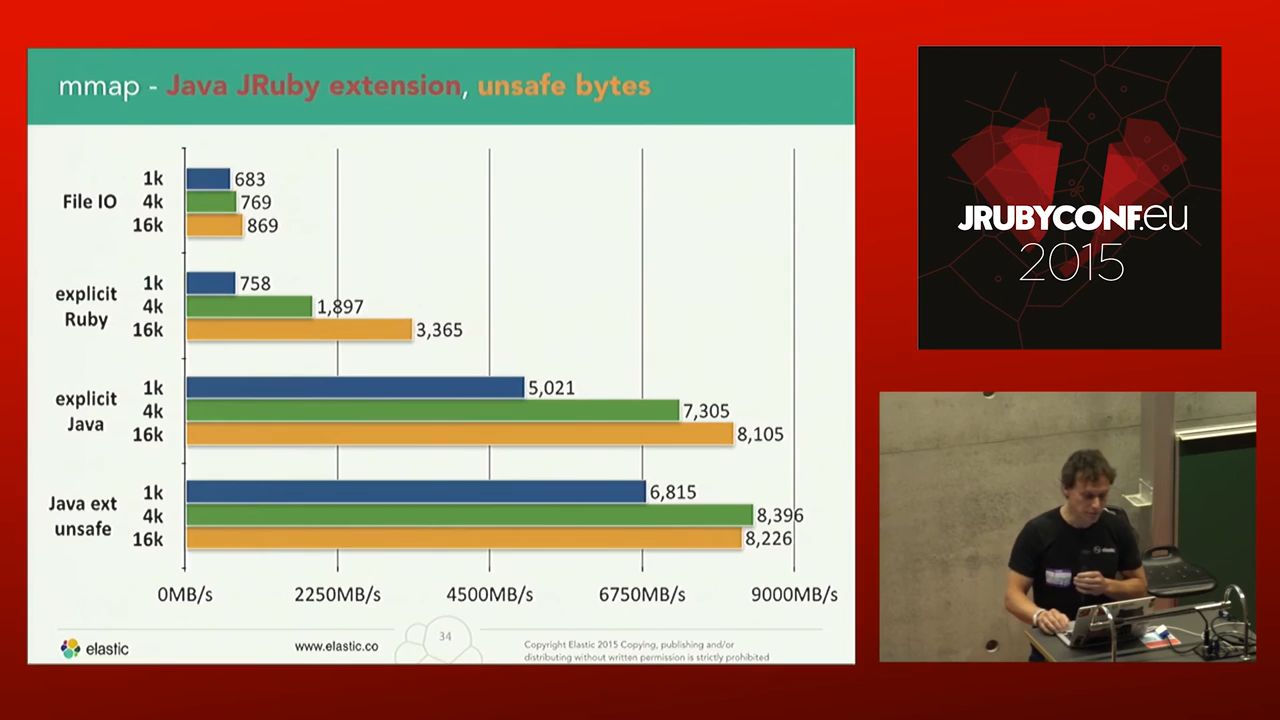 mmap - Java JRuby extension, unsafe bytes
File IO
1k 683
4k 769
16k 869
explicit Ruby
1k 758
4k 1,897
16k 3,365
explicit Java
1k 5,021
4k 7,305
16k 8,105
Java ext unsafe
1k 6,815
4k 8,396
16k 8,226
0MB/s 2250MB/s 4500MB/s 6750MB/s 9000MB/s
elastic
www.elastic.co
34
Copyright Elastic 2015 Copying, publishing and/or
distributing without written permission is strictly prohibited
JRUBYCONF.eu
2015